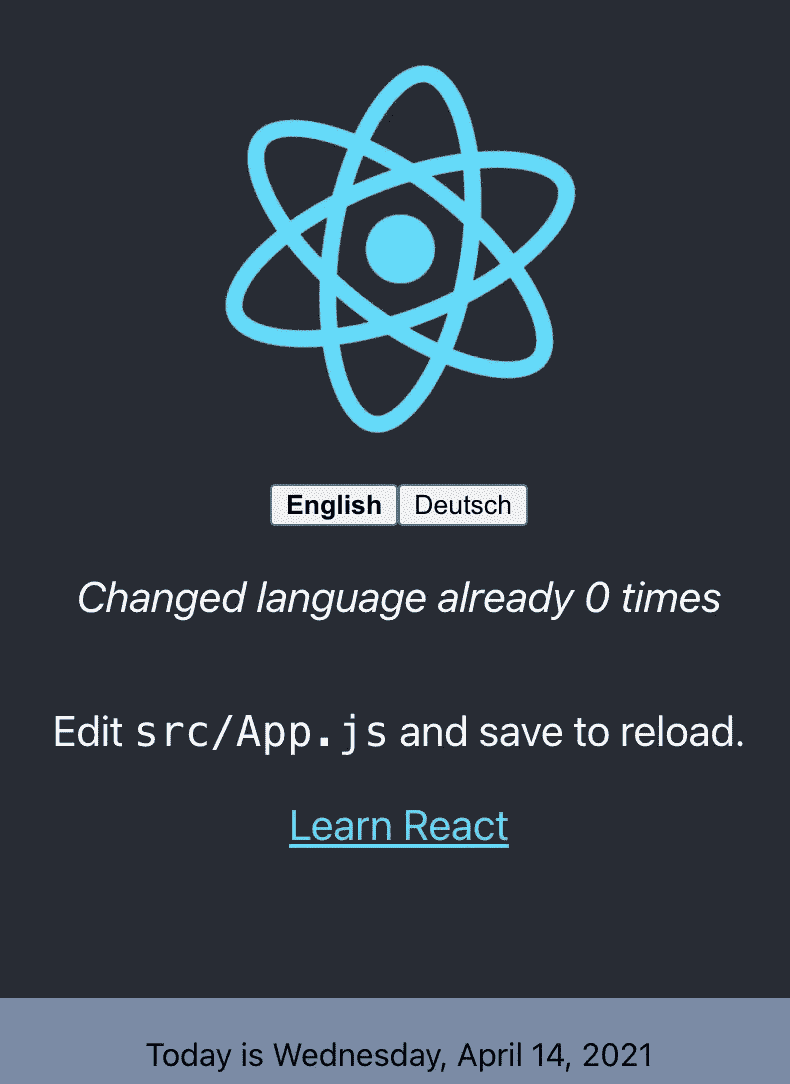 English Deutsch
Changed language already 0 times
Edit src/App.js and save to reload.
Learn React
Today is Wednesday, April 14, 2021